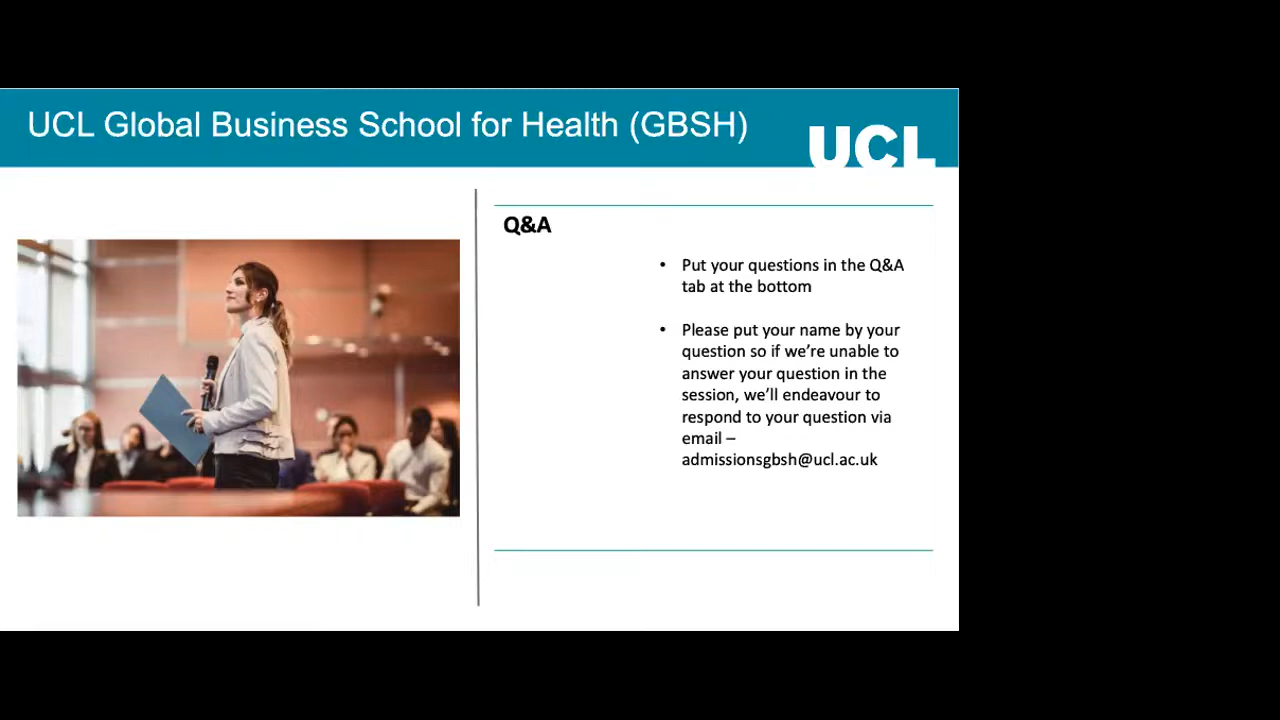 UCL Global Business School for Health (GBSH)
UCL
Q&A
• Put your questions in the Q&A
tab at the bottom
• Please put your name by your
question so if we’re unable to
answer your question in the
session, we’ll endeavour to
respond to your question via
email –
admissionsgbsh@ucl.ac.uk